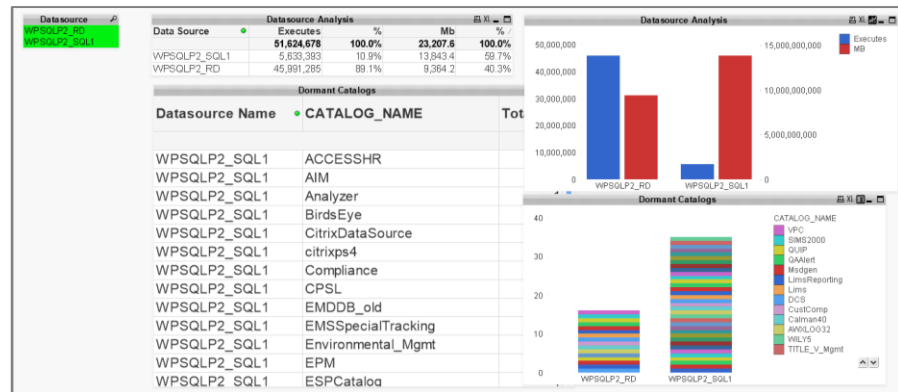 Datasource
WPSQLP2_RD
WPSQLP2_SQL1
Datasource Analysis
XL
Data Source Executes % Mb %
51,624,678 100.0% 23,207.6 100.0%
WPSQLP2_SQL1 5,633,393 10.9% 13,843.4 59.7%
WPSQLP2_RD 45,991,285 89.1% 9,364.2 40.3%
Dormant Catalogs
Datasource Name CATALOG_NAME Tot
WPSQLP2_SQL1 ACCESSHR
WPSQLP2_SQL1 AIM
WPSQLP2_SQL1 Analyzer
WPSQLP2_SQL1 BirdsEye
WPSQLP2_SQL1 CitrixDataSource
WPSQLP2_SQL1 citrixps4
WPSQLP2_SQL1 Compliance
WPSQLP2_SQL1 CPSL
WPSQLP2_SQL1 EMDDB_old
WPSQLP2_SQL1 EMSSpecialTracking
WPSQLP2_SQL1 Environmental_Mgmt
WPSQLP2_SQL1 EPM
WPSQLP2_SQL1 ESPCatalog
Datasource Analysis
XL
Executes
MB
50,000,000
40,000,000
30,000,000
20,000,000
10,000,000
0
15,000,000,000
10,000,000,000
5,000,000,000
0
WPSQLP2_RD WPSQLP2_SQL1
Dormant Catalogs
XL
40
30
20
10
0
WPSQLP2_RD WPSQLP2_SQL1
CATALOG_NAME
VPC
SIMS2000
QUIP
QAAlert
Msdgen
LimsReporting
Lims
DCS
CustComp
Calman40
AWXLOG32
WILY5
TITLE_V_Mgmt